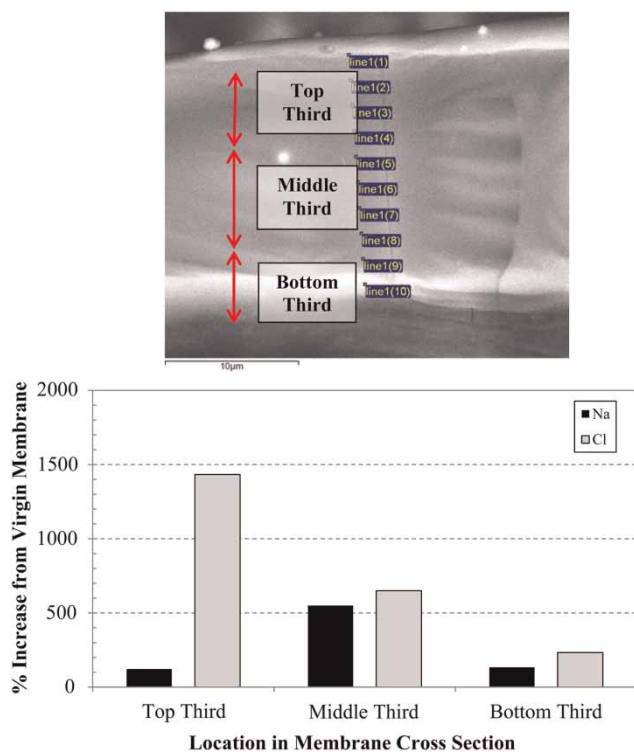 line1(1)
Top
Third
line1(2)
line1(3)
line1(4)
line1(5)
Middle
Third
line1(6)
line1(7)
line1(8)
line1(9)
Bottom
Third
line1(10)
10µm
2000
1500
1000
500
0
% Increase from Virgin Membrane
Na
Cl
Top Third
Middle Third
Bottom Third
Location in Membrane Cross Section